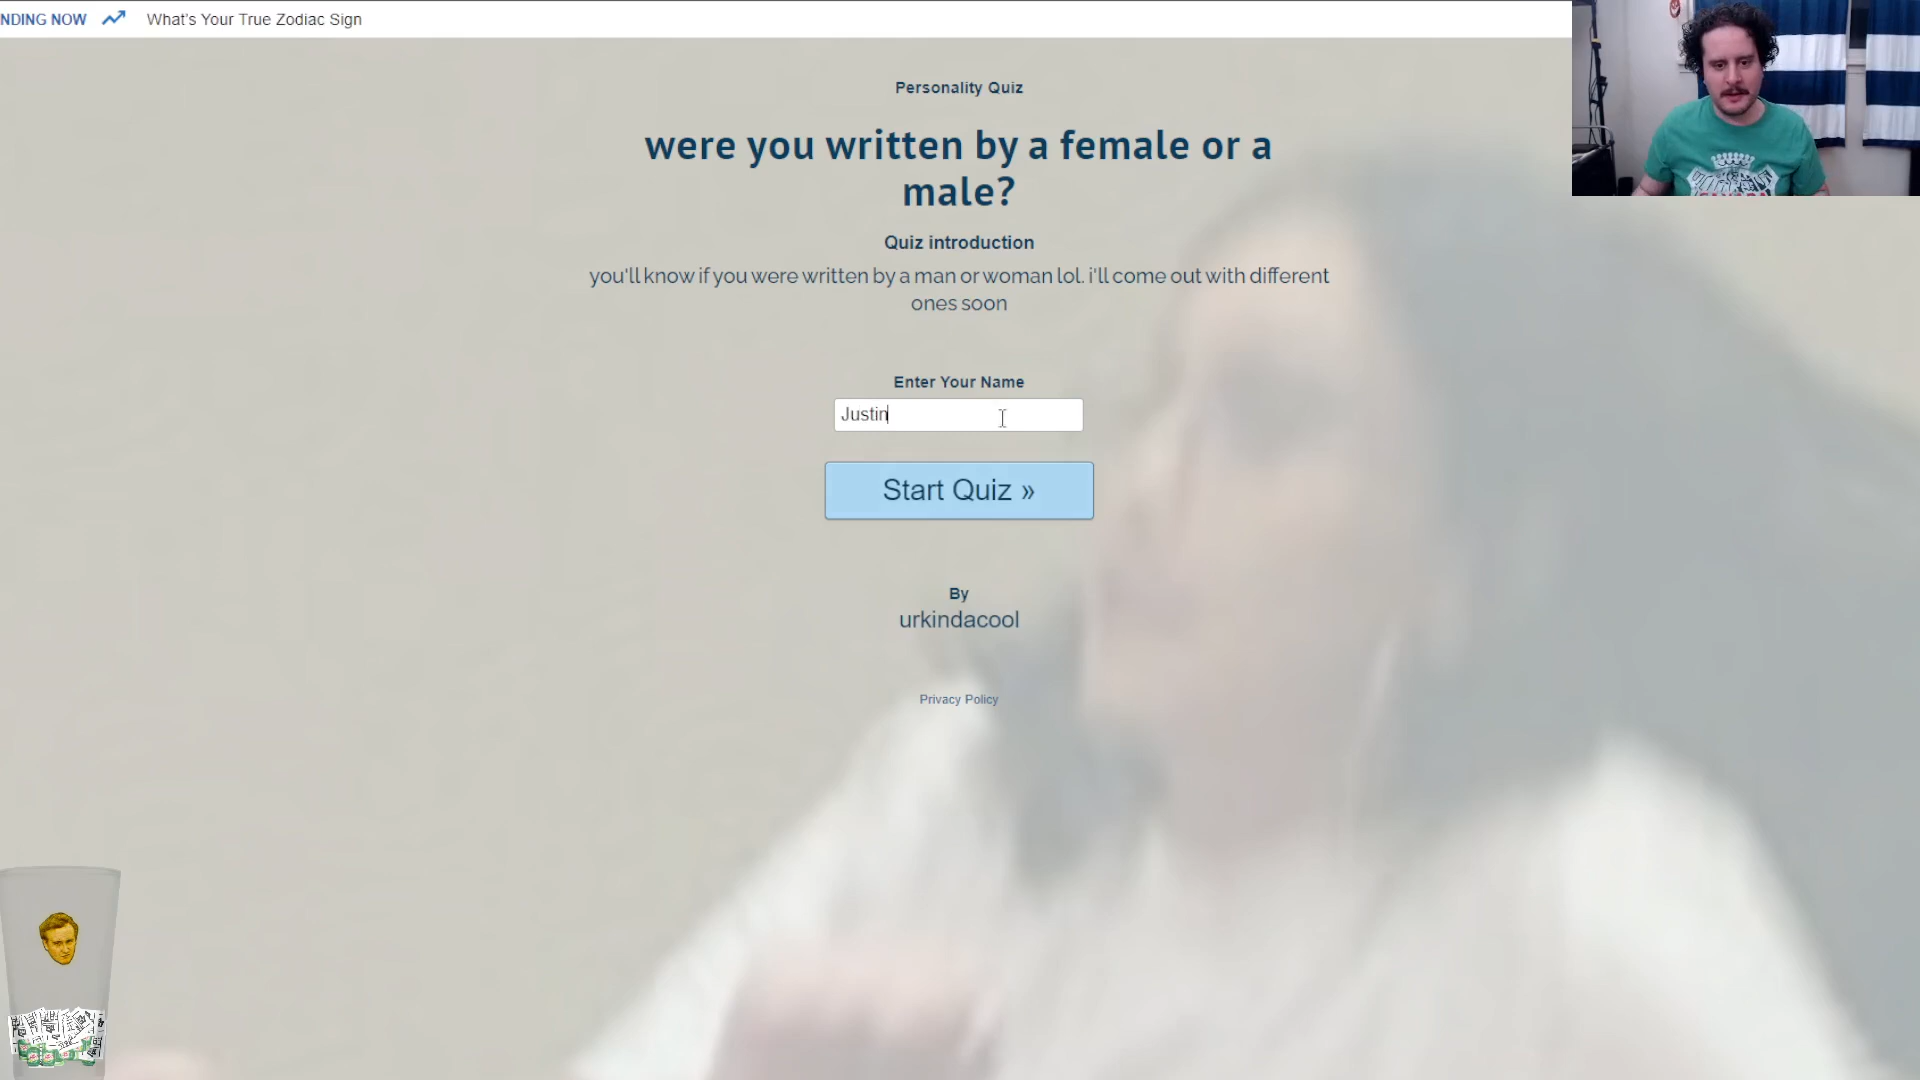 NDING NOW
What's Your True Zodiac Sign
Personality Quiz
were you written by a female or a
male?
Quiz introduction
you'll know if you were written by a man or woman lol. i'll come out with different
ones soon
Enter Your Name
Justin
Start Quiz »
By
urkindacool
Privacy Policy